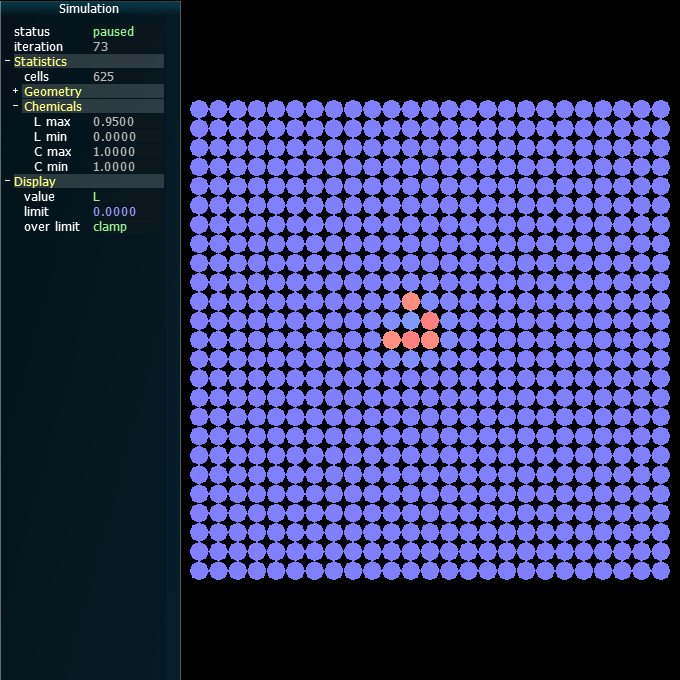 Simulation
status paused
iteration 73
- Statistics
cells 625
+ Geometry
- Chemicals
L max 0.9500
L min 0.0000
C max 1.0000
C min 1.0000
- Display
value L
limit 0.0000
over limit clamp